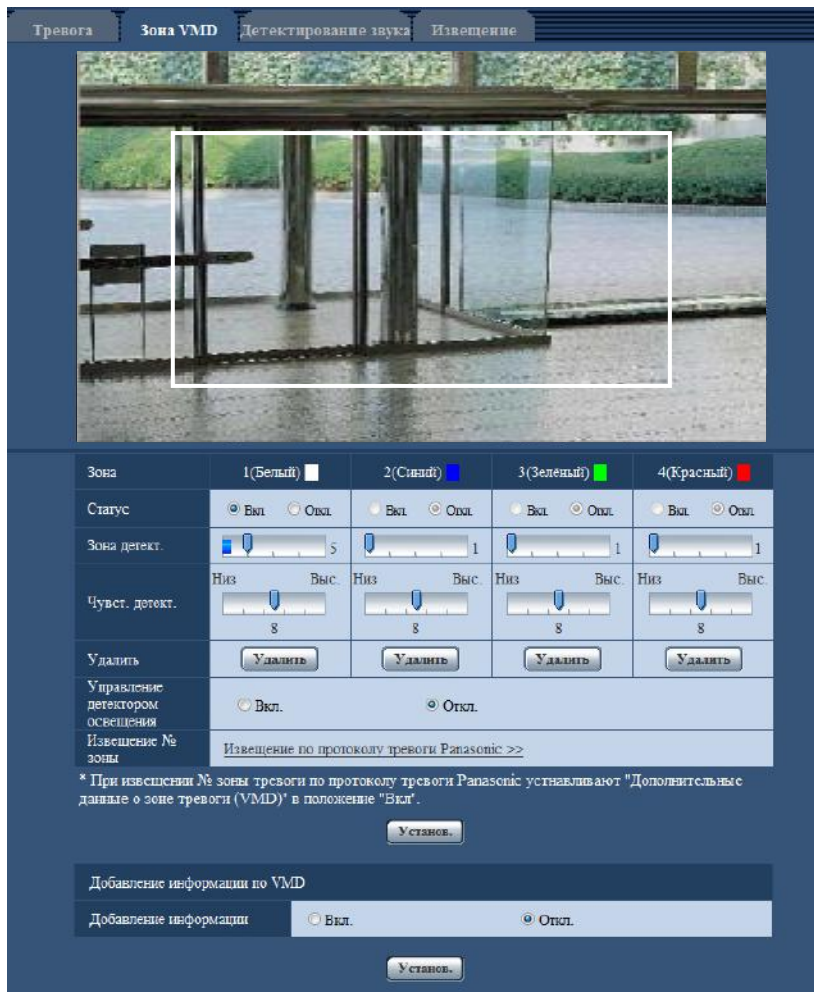 Тревога Зона VMD Детектирование звука Извещение
Зона 1(Белый) 2(Синий) 3(Зеленый) 4(Красный)
Статус Вкл Откл. Вкл. Откл. Вкл. Откл. Вкл. Откл.
Зона детект. 5 1 1 1
Низ Выс. Низ Выс. Низ Выс. Низ Выс.
Чувст. детект.
8 8 8 8
Удалить Удалить Удалить Удалить Удалить
Управление
детектором
освещения
Вкл. Откл.
Извещение №
зоны
Извещение по протоколу тревоги Panasonic >>
* При извещении № зоны тревоги по протоколу тревоги Panasonic устнавливают "Дополнительные
данные о зоне тревоги (VMD)" в положение "Вкл".
Установ.
Добавление информации по VMD
Добавление информации Вкл. Откл.
Установ.